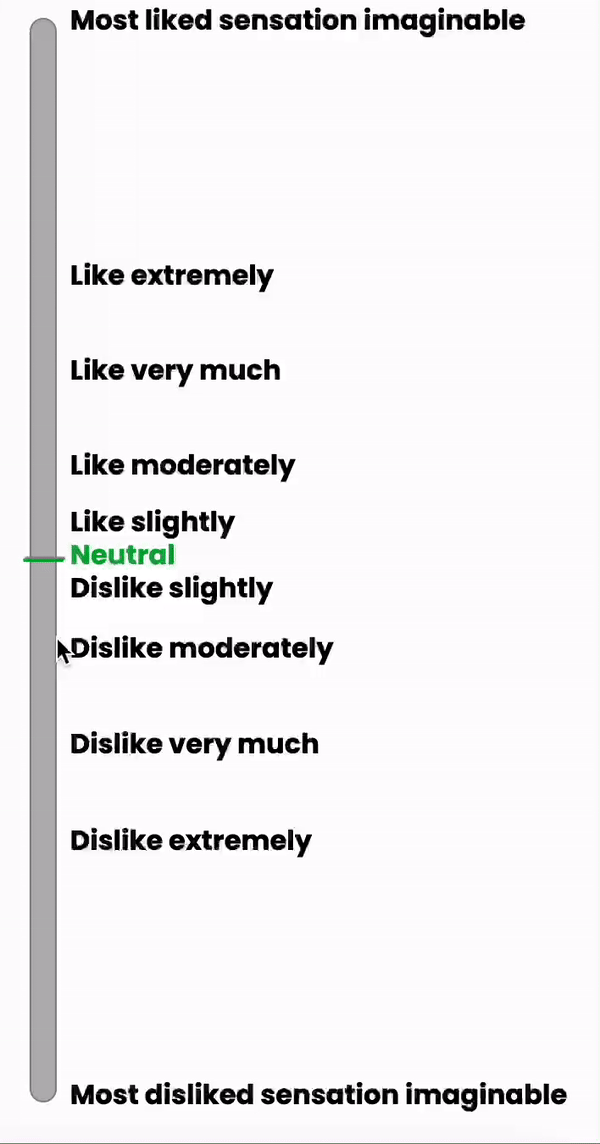 Most liked sensation imaginable
Like extremely
Like very much
Like moderately
Like slightly
Neutral
Dislike slightly
Dislike moderately
Dislike very much
Dislike extremely
Most disliked sensation imaginable